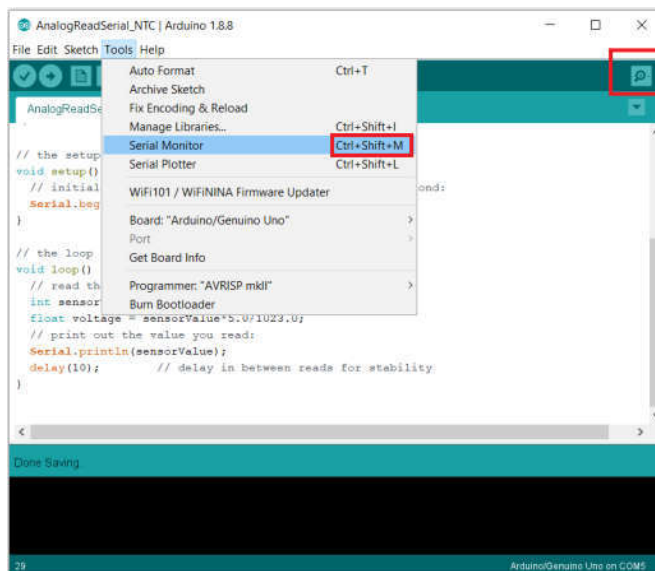 AnalogReadSerial_NTC | Arduino 1.8.8
File Edit Sketch Tools Help
AnalogReadSe
Auto Format Ctrl+T
Archive Sketch
Fix Encoding & Reload
Manage Libraries... Ctrl+Shift+I
Serial Monitor Ctrl+Shift+M
Serial Plotter Ctrl+Shift+L
WiFi101 / WiFiNINA Firmware Updater
Board: "Arduino/Genuino Uno"
Port
Get Board Info
Programmer: "AVRISP mkII"
Burn Bootloader
// the setup
void setup()
// initial ond:
Serial.beg
}
// the loop
void loop()
// read th
int sensor
float voltage = sensorValue*5.0/1023.0;
// print out the value you read:
Serial.println(sensorValue);
delay(10); // delay in between reads for stability
}
Done Saving.
29 Arduino/Genuino Uno on COM5